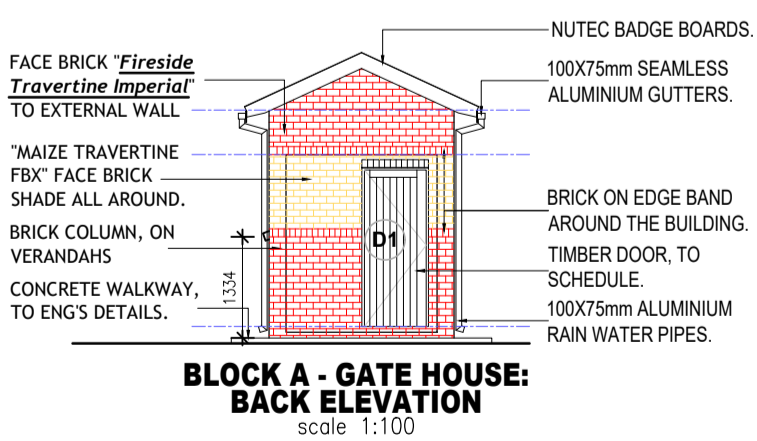 FACE BRICK "Fireside
Travertine Imperial"
TO EXTERNAL WALL
"MAIZE TRAVERTINE
FBX" FACE BRICK
SHADE ALL AROUND.
BRICK COLUMN, ON
VERANDAHS
CONCRETE WALKWAY,
TO ENG'S DETAILS.
1334
D1
NUTEC BADGE BOARDS.
100X75mm SEAMLESS
ALUMINIUM GUTTERS.
BRICK ON EDGE BAND
AROUND THE BUILDING.
TIMBER DOOR, TO
SCHEDULE.
100X75mm ALUMINIUM
RAIN WATER PIPES.
BLOCK A - GATE HOUSE:
BACK ELEVATION
scale 1:100